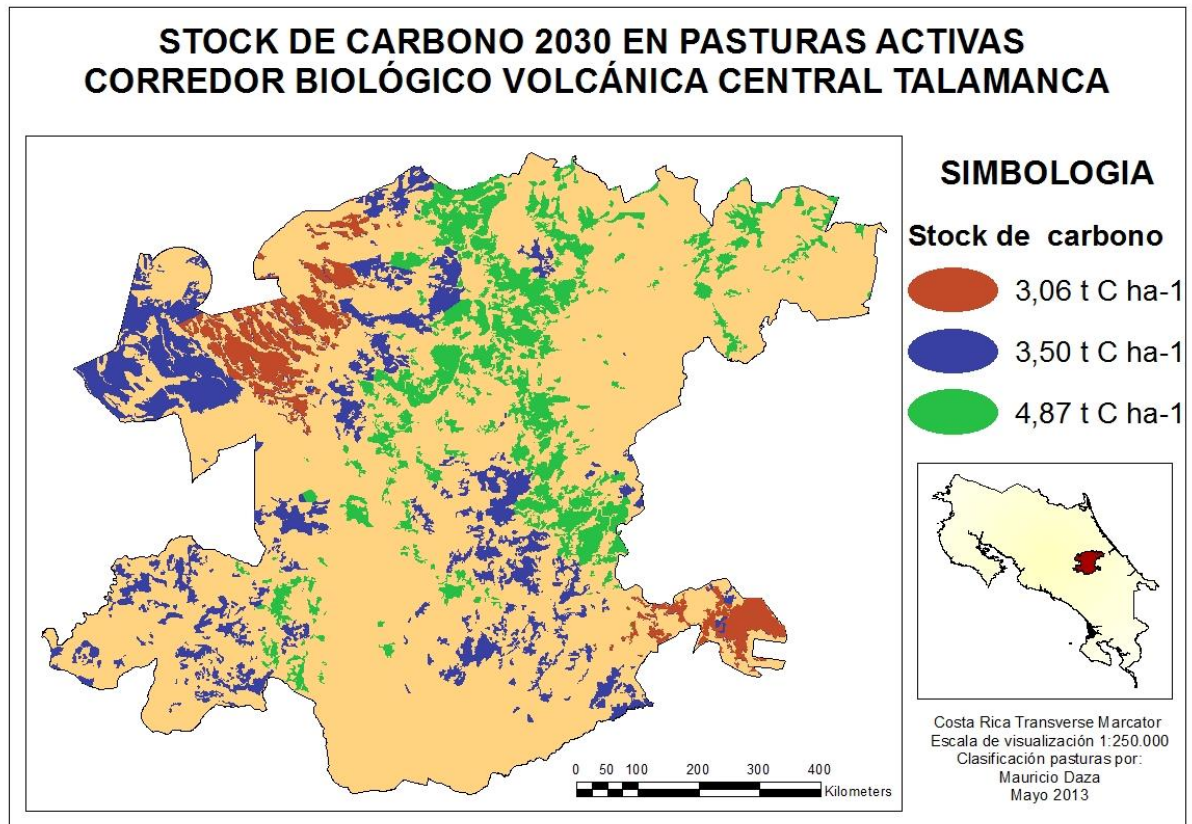 STOCK DE CARBONO 2030 EN PASTURAS ACTIVAS
CORREDOR BIOLÓGICO VOLCÁNICA CENTRAL TALAMANCA
SIMBOLOGIA
Stock de carbono
3,06 t C ha-1
3,50 t C ha-1
4,87 t C ha-1
0 50 100 200 300 400
Kilometers
Costa Rica Transverse Marcator
Escala de visualización 1:250.000
Clasificación pasturas por:
Mauricio Daza
Mayo 2013